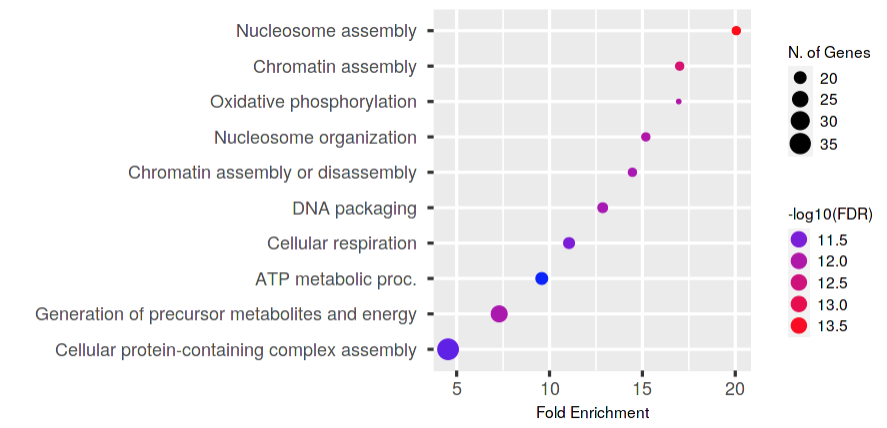 Nucleosome assembly
Chromatin assembly
Oxidative phosphorylation
Nucleosome organization
Chromatin assembly or disassembly
DNA packaging
Cellular respiration
ATP metabolic proc.
Generation of precursor metabolites and energy
Cellular protein-containing complex assembly
5 10 15 20
Fold Enrichment
N. of Genes
20
25
30
35
-log10(FDR)
11.5
12.0
12.5
13.0
13.5